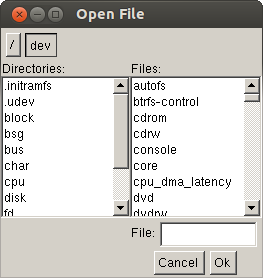 Open File
/ dev
Directories: Files:
.initramfs autofs
.udev btrfs-control
block cdrom
bsg cdrw
bus console
char core
cpu cpu_dma_latency
disk dvd
fd dvdrw
File:
Cancel Ok